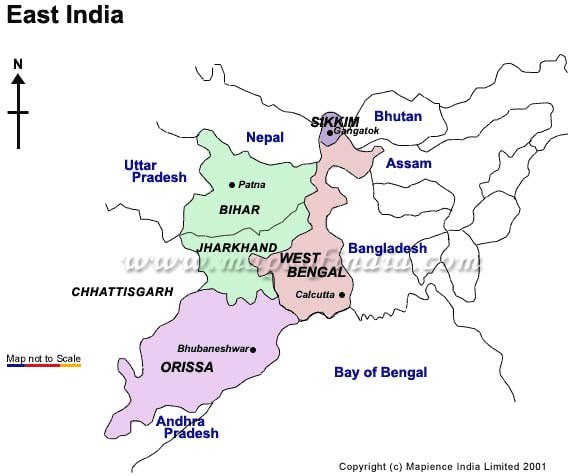 East India
N
SIKKIM
Gangatok
Bhutan
Nepal
Assam
Uttar
Pradesh
Patna
BIHAR
JHARKHAND
WEST
BENGAL
Bangladesh
www.mapsofindia.com
CHHATTISGARH
Calcutta
Bhubaneshwar
ORISSA
Map not to Scale
Bay of Bengal
Andhra
Pradesh
Copyright (c) Mapience India Limited 2001